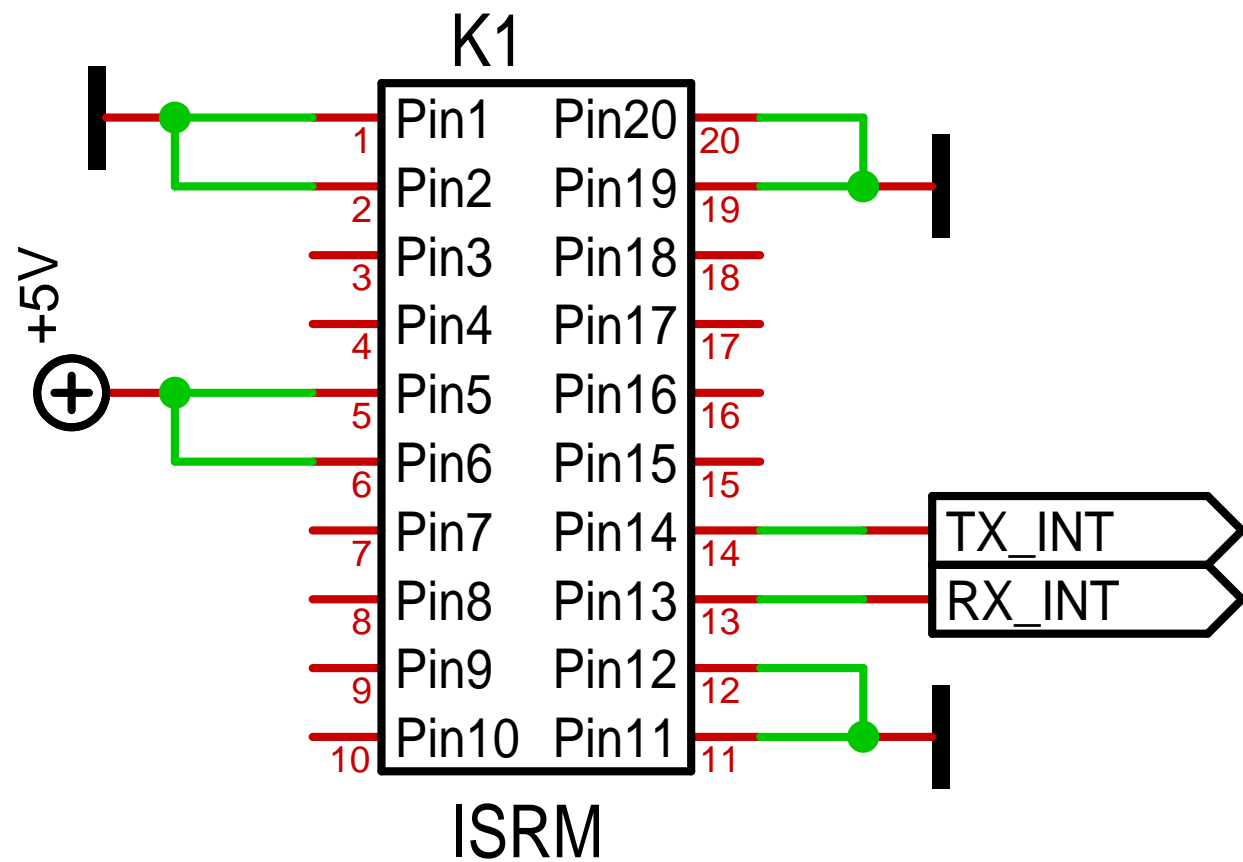 K1
Pin1 Pin20
1 20
Pin2 Pin19
2 19
+5V
Pin3 Pin18
3 18
Pin4 Pin17
4 17
Pin5 Pin16
5 16
Pin6 Pin15
6 15
Pin7 Pin14 TX_INT
7 14
Pin8 Pin13 RX_INT
8 13
Pin9 Pin12
9 12
Pin10 Pin11
10 11
ISRM